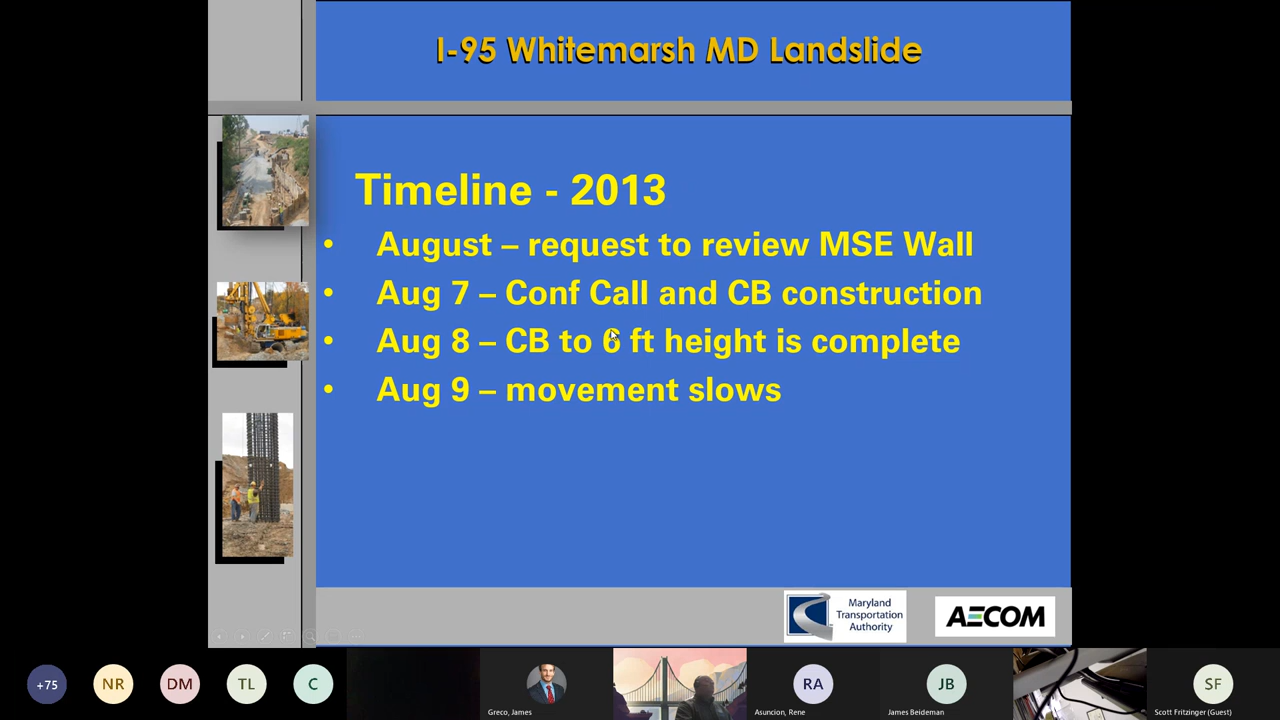 I-95 Whitemarsh MD Landslide
Timeline - 2013
• August – request to review MSE Wall
• Aug 7 – Conf Call and CB construction
• Aug 8 – CB to 6 ft height is complete
• Aug 9 – movement slows
Maryland
Transportation
Authority
AECOM
+75
NR
DM
TL
C
Greco, James
RA
Asuncion, Rene
JB
James Beideman
SF
Scott Fritzinger (Guest)